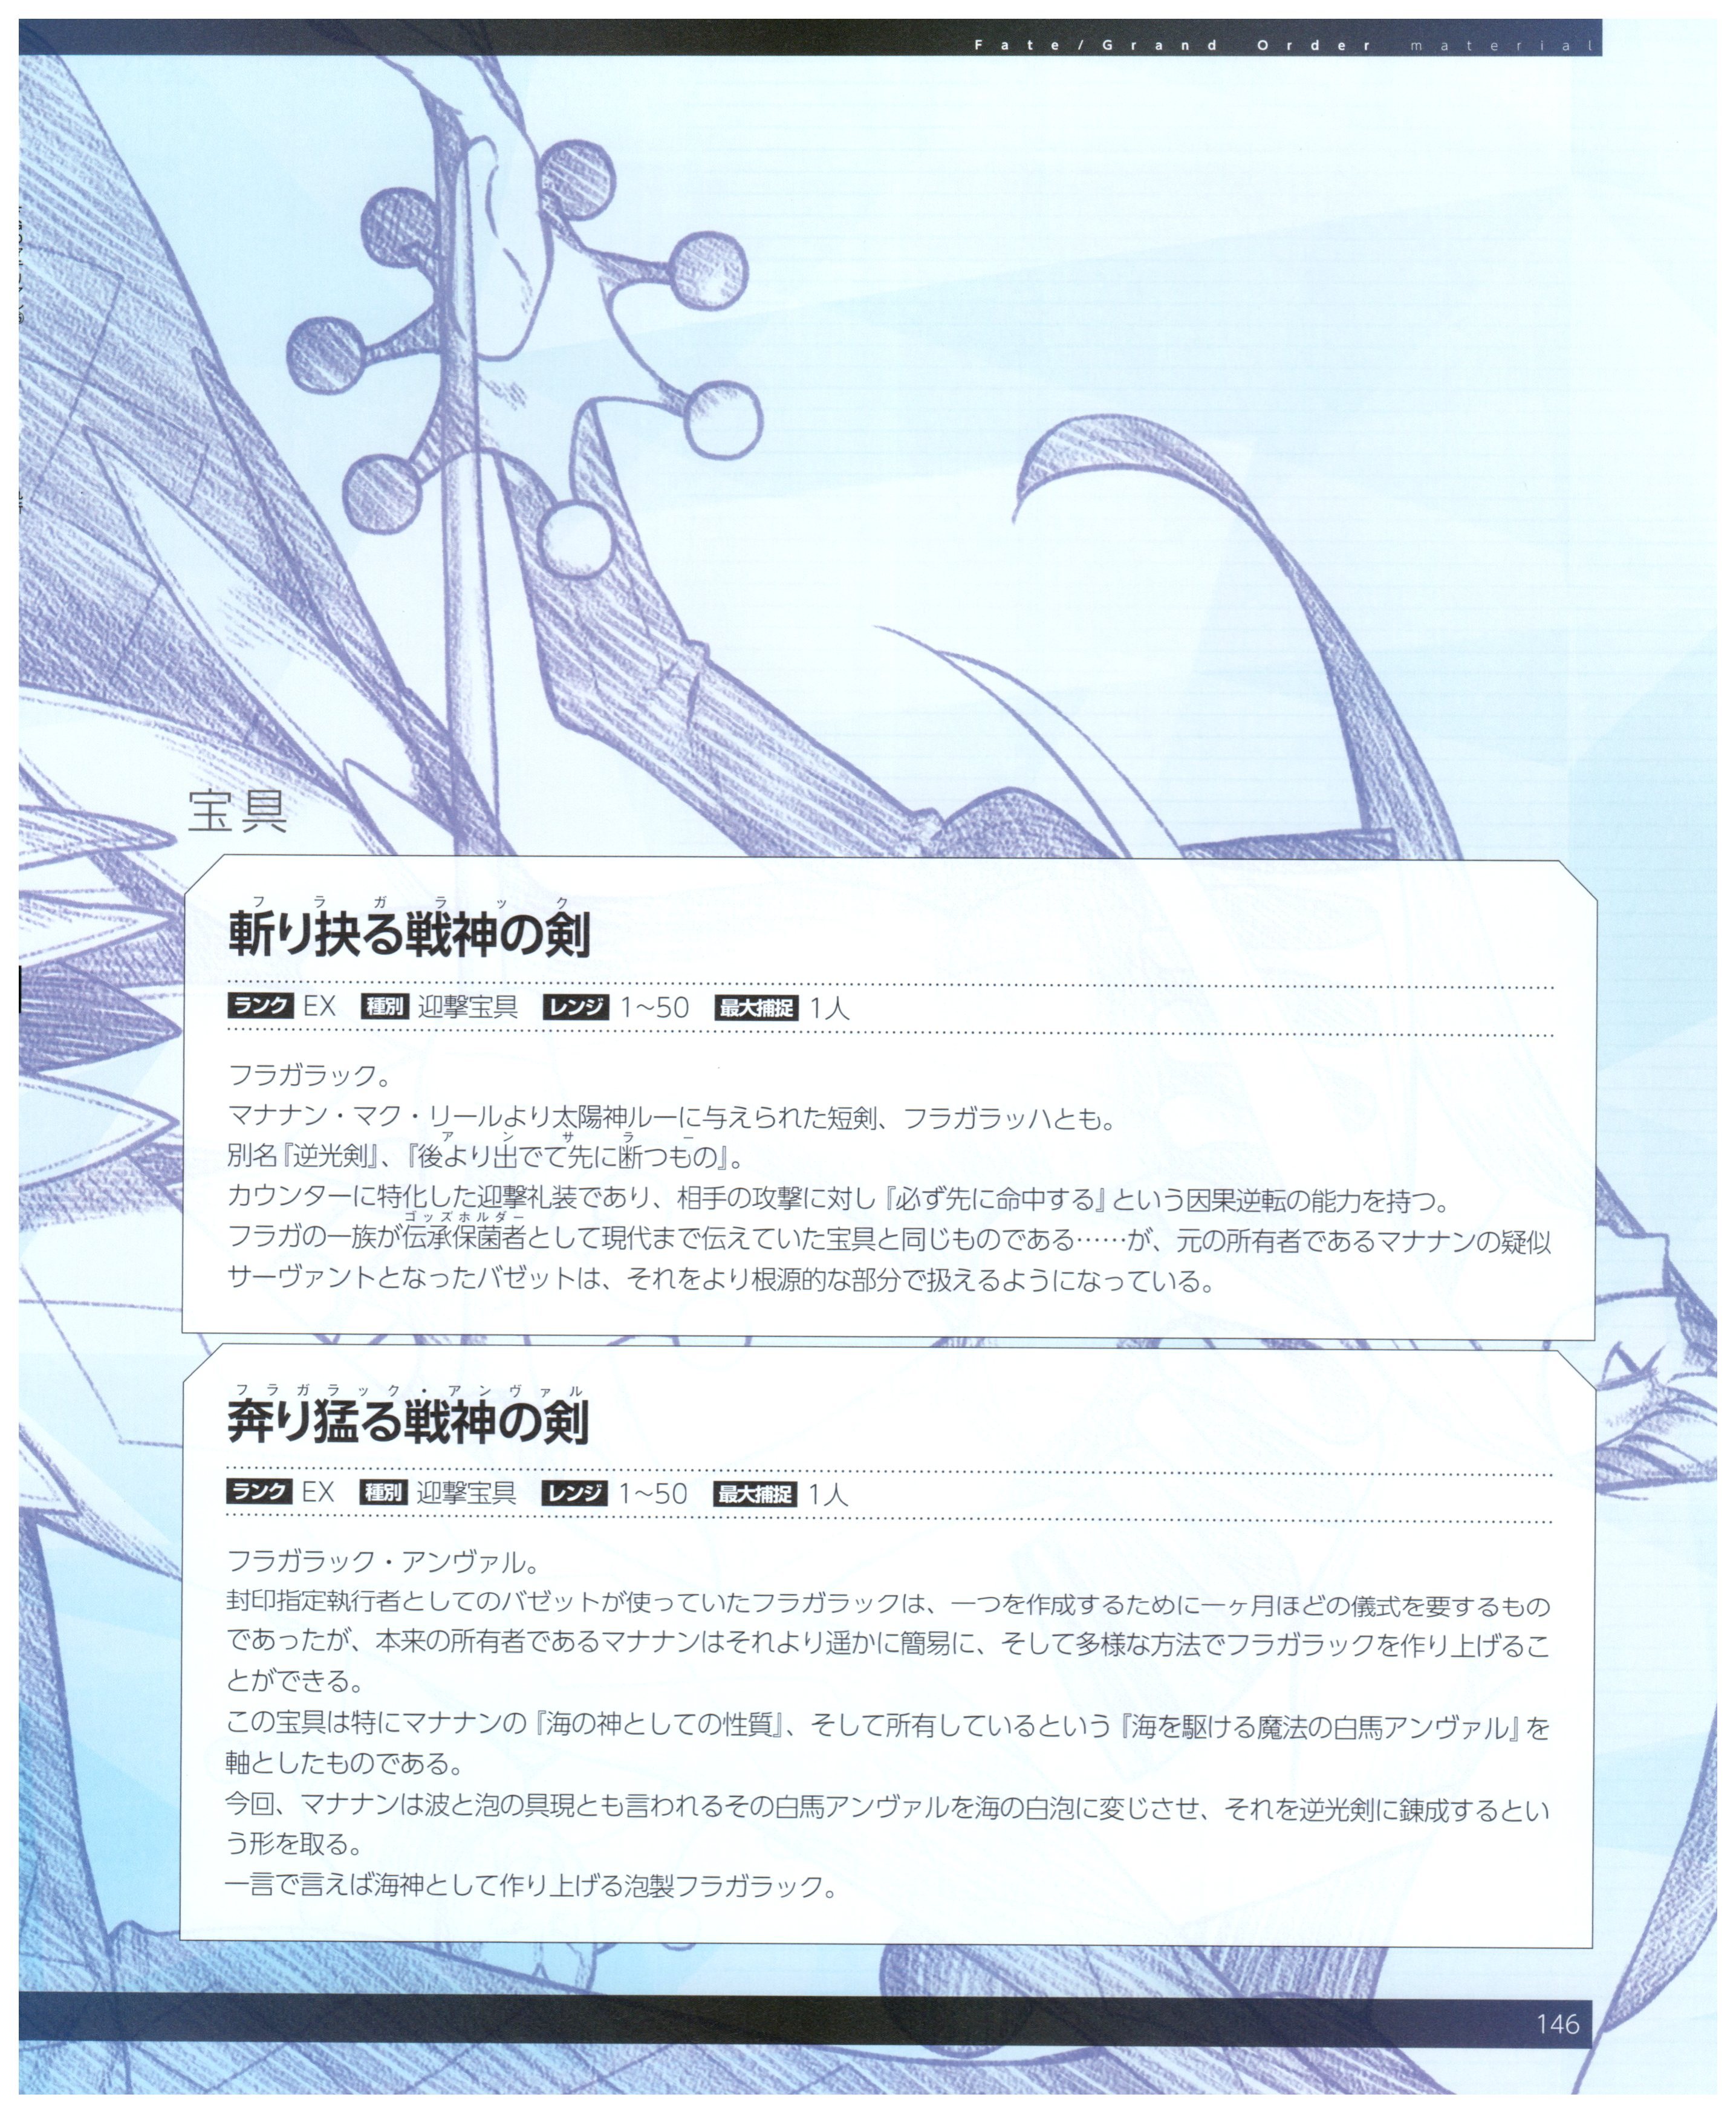 Fate/Grand Order material
宝具
フラガラック
斬り抉る戦神の剣
ランク EX 種別 迎撃宝具 レンジ 1～50 最大捕捉 1人
フラガラック。
マナナン・マク・リールより太陽神ルーに与えられた短剣、フラガラッハとも。
アンサラー
別名『逆光剣』、『後より出でて先に断つもの』。
カウンターに特化した迎撃礼装であり、相手の攻撃に対し『必ず先に命中する』という因果逆転の能力を持つ。
ゴッズホルダー
フラガの一族が伝承保菌者として現代まで伝えていた宝具と同じものである……が、元の所有者であるマナナンの疑似
サーヴァントとなったバゼットは、それをより根源的な部分で扱えるようになっている。
フラガラック・アンヴァル
奔り猛る戦神の剣
ランク EX 種別 迎撃宝具 レンジ 1～50 最大捕捉 1人
フラガラック・アンヴァル。
封印指定執行者としてのバゼットが使っていたフラガラックは、一つを作成するために一ヶ月ほどの儀式を要するもの
であったが、本来の所有者であるマナナンはそれより遥かに簡易に、そして多様な方法でフラガラックを作り上げるこ
とができる。
この宝具は特にマナナンの『海の神としての性質』、そして所有しているという『海を駆ける魔法の白馬アンヴァル』を
軸としたものである。
今回、マナナンは波と泡の具現とも言われるその白馬アンヴァルを海の白泡に変じさせ、それを逆光剣に錬成するとい
う形を取る。
一言で言えば海神として作り上げる泡製フラガラック。
146